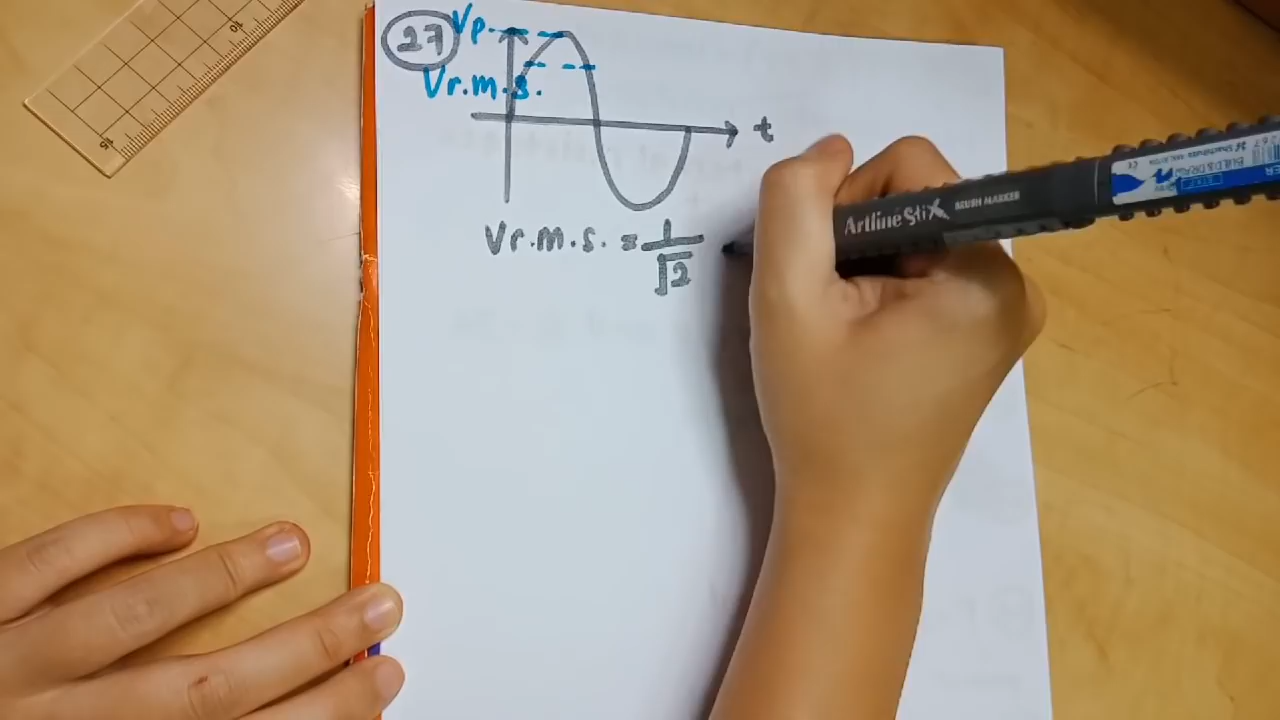 27
Vp
Vr.m.s.
t
Vr.m.s. = 1/√2
Artline Stix BRUSH MARKER
15
10